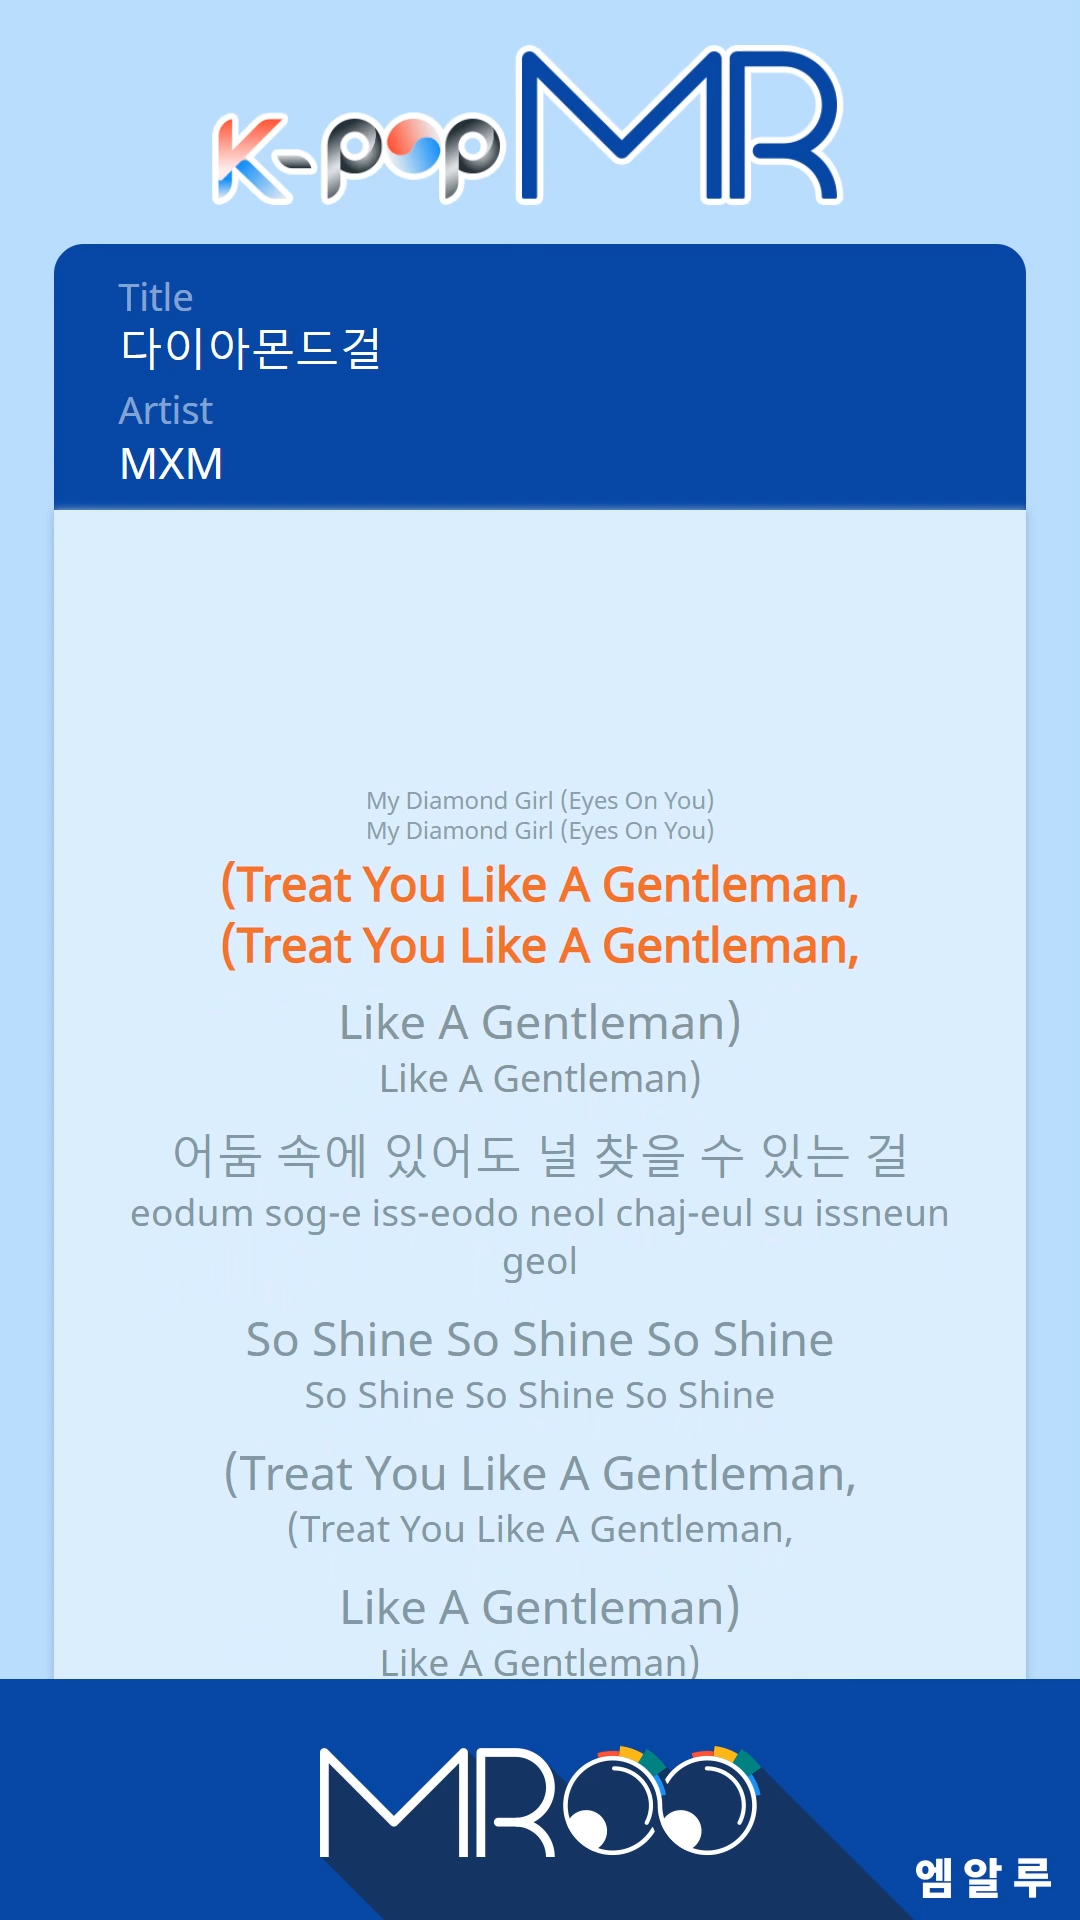 K-pop MR
Title
다이아몬드걸
Artist
MXM
My Diamond Girl (Eyes On You)
My Diamond Girl (Eyes On You)
(Treat You Like A Gentleman,
(Treat You Like A Gentleman,
Like A Gentleman)
Like A Gentleman)
어둠 속에 있어도 널 찾을 수 있는 걸
eodum sog-e iss-eodo neol chaj-eul su issneun
geol
So Shine So Shine So Shine
So Shine So Shine So Shine
(Treat You Like A Gentleman,
(Treat You Like A Gentleman,
Like A Gentleman)
Like A Gentleman)
MROO
엠알루